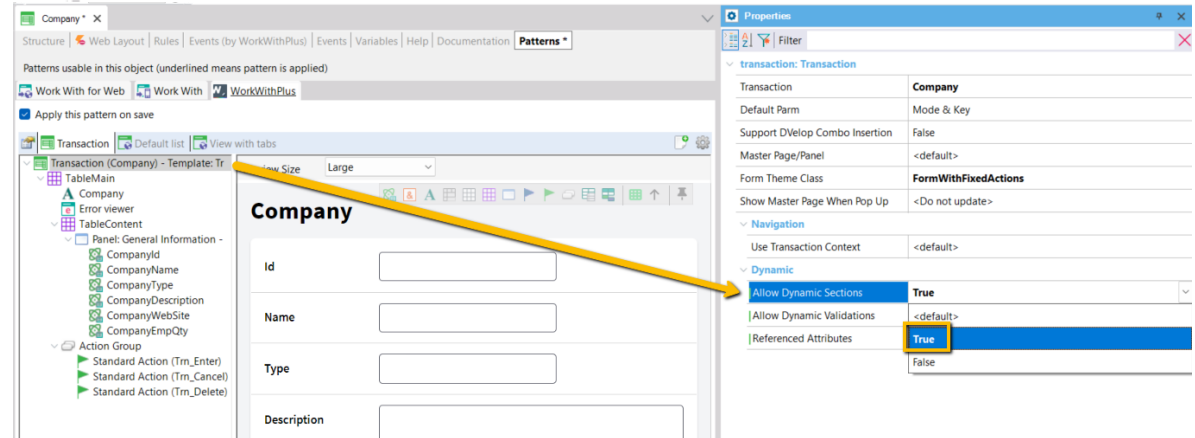 Company * X
Structure | Web Layout | Rules | Events (by WorkWithPlus) | Events | Variables | Help | Documentation | Patterns *
Patterns usable in this object (underlined means pattern is applied)
Work With for Web Work With WorkWithPlus
Apply this pattern on save
Transaction Default list View with tabs
Transaction (Company) - Template: Tr
TableMain
Company
Error viewer
TableContent
Panel: General Information -
CompanyId
CompanyName
CompanyType
CompanyDescription
CompanyWebSite
CompanyEmpQty
Action Group
Standard Action (Trn_Enter)
Standard Action (Trn_Cancel)
Standard Action (Trn_Delete)
Size Large
Company
Id
Name
Type
Description
Properties
Filter
transaction: Transaction
Transaction Company
Default Parm Mode & Key
Support DVelop Combo Insertion False
Master Page/Panel <default>
Form Theme Class FormWithFixedActions
Show Master Page When Pop Up <Do not update>
Navigation
Use Transaction Context <default>
Dynamic
Allow Dynamic Sections True
Allow Dynamic Validations <default>
Referenced Attributes True
False